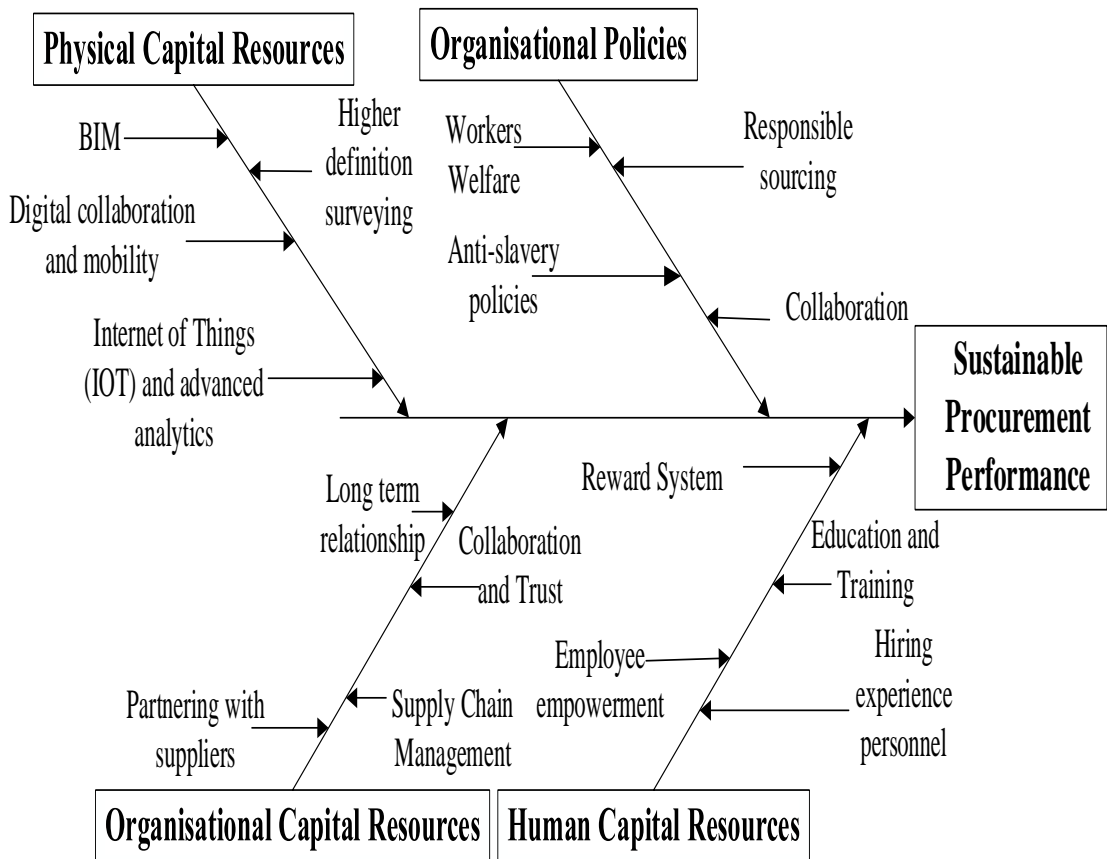 Physical Capital Resources
Organisational Policies
BIM
Higher
definition
surveying
Digital collaboration
and mobility
Internet of Things
(IOT) and advanced
analytics
Workers
Welfare
Responsible
sourcing
Anti-slavery
policies
Collaboration
Sustainable
Procurement
Performance
Long term
relationship
Collaboration
and Trust
Partnering with
suppliers
Supply Chain
Management
Reward System
Education and
Training
Employee
empowerment
Hiring
experience
personnel
Organisational Capital Resources
Human Capital Resources